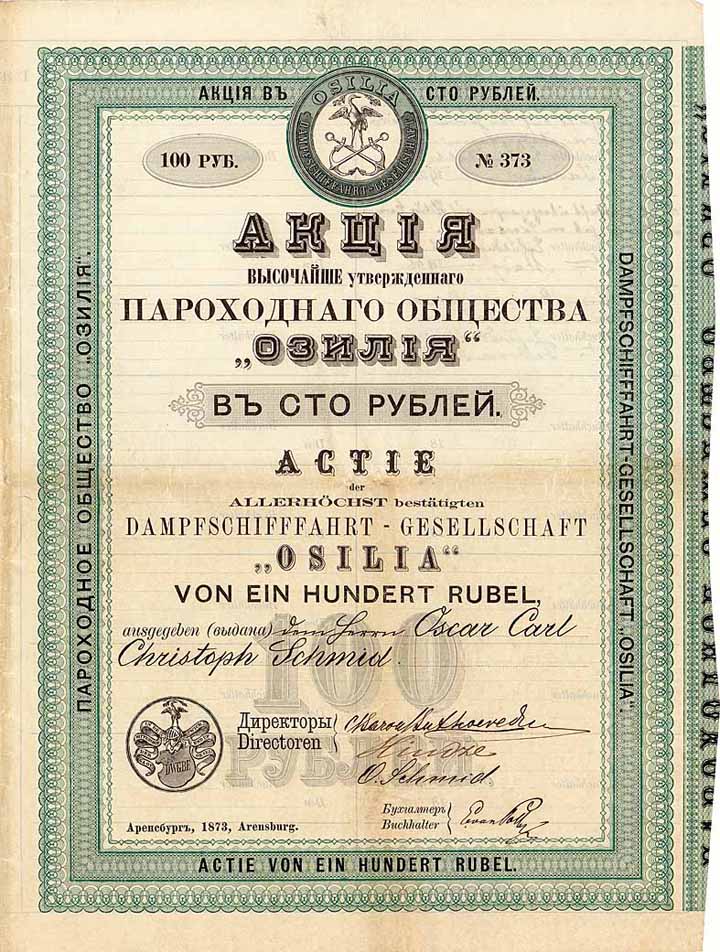 АКЦІЯ ВЪ СТО РУБЛЕЙ.
OSILIA
DAMPFSCHIFFFAHRT-GESELLSCHAFT
100 РУБ.
№ 373
АКЦІЯ
ВЫСОЧАЙШЕ утвержденнаго
ПАРОХОДНАГО ОБЩЕСТВА
„ОЗИЛІЯ“
ВЪ СТО РУБЛЕЙ.
ACTIE
der
ALLERHÖCHST bestätigten
DAMPFSCHIFFFAHRT - GESELLSCHAFT
„OSILIA“
VON EIN HUNDERT RUBEL,
100
РУБЛЕЙ
ausgegeben (выдана) dem Herrn Oscar Carl
Christoph Schmid.
Директоры
Directoren
O. Schmid
Бухгалтеръ
Buchhalter
Аренсбургъ, 1873, Arensburg.
ACTIE VON EIN HUNDERT RUBEL.
ПАРОХОДНОЕ ОБЩЕСТВО „ОЗИЛІЯ“.
DAMPFSCHIFFFAHRT-GESELLSCHAFT „OSILIA“.